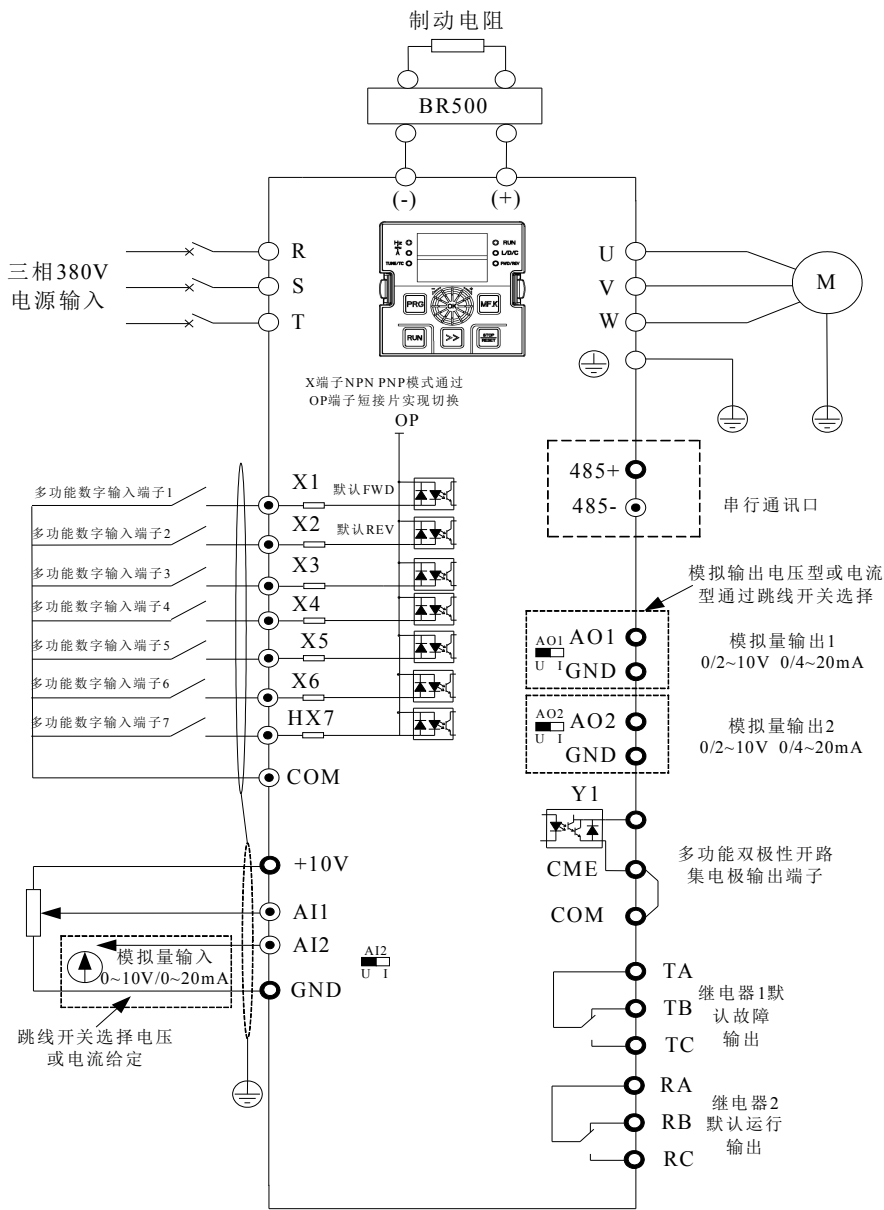 制动电阻
BR500
(-)
(+)
三相380V
电源输入
R
S
T
Hz
A
TUNE/TC
RUN
L/D/C
FWD/REV
PRG
OK
MF.K
RUN
>>
STOP
RESET
U
V
W
M
X端子NPN PNP模式通过
OP端子短接片实现切换
OP
多功能数字输入端子1
X1
默认FWD
多功能数字输入端子2
X2
默认REV
多功能数字输入端子3
X3
多功能数字输入端子4
X4
多功能数字输入端子5
X5
多功能数字输入端子6
X6
多功能数字输入端子7
HX7
COM
485+
485-
串行通讯口
模拟输出电压型或电流
型通过跳线开关选择
AO1
U I
AO1
GND
模拟量输出1
0/2~10V 0/4~20mA
AO2
U I
AO2
GND
模拟量输出2
0/2~10V 0/4~20mA
Y1
CME
COM
多功能双极性开路
集电极输出端子
+10V
AI1
AI2
GND
AI2
U I
模拟量输入
0~10V/0~20mA
跳线开关选择电压
或电流给定
TA
TB
TC
继电器1默
认故障
输出
RA
RB
RC
继电器2
默认运行
输出